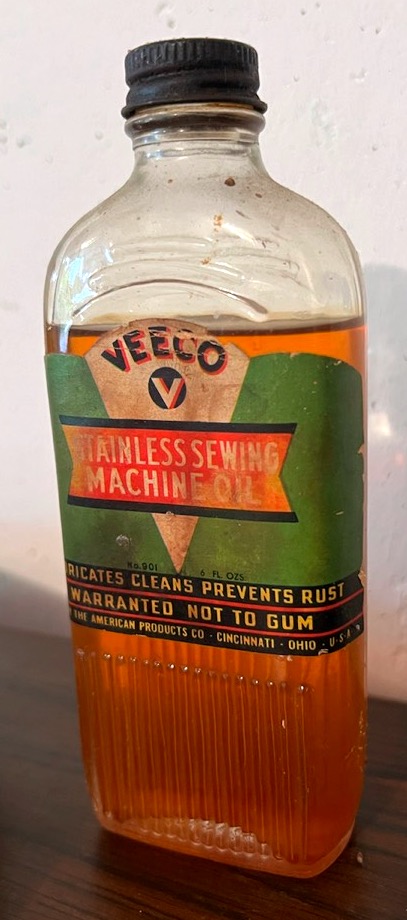 VEECO
V
STAINLESS SEWING
MACHINE OIL
No. 901 6 FL OZS.
RICATES CLEANS PREVENTS RUST
WARRANTED NOT TO GUM
THE AMERICAN PRODUCTS CO · CINCINNATI · OHIO · U·S·A